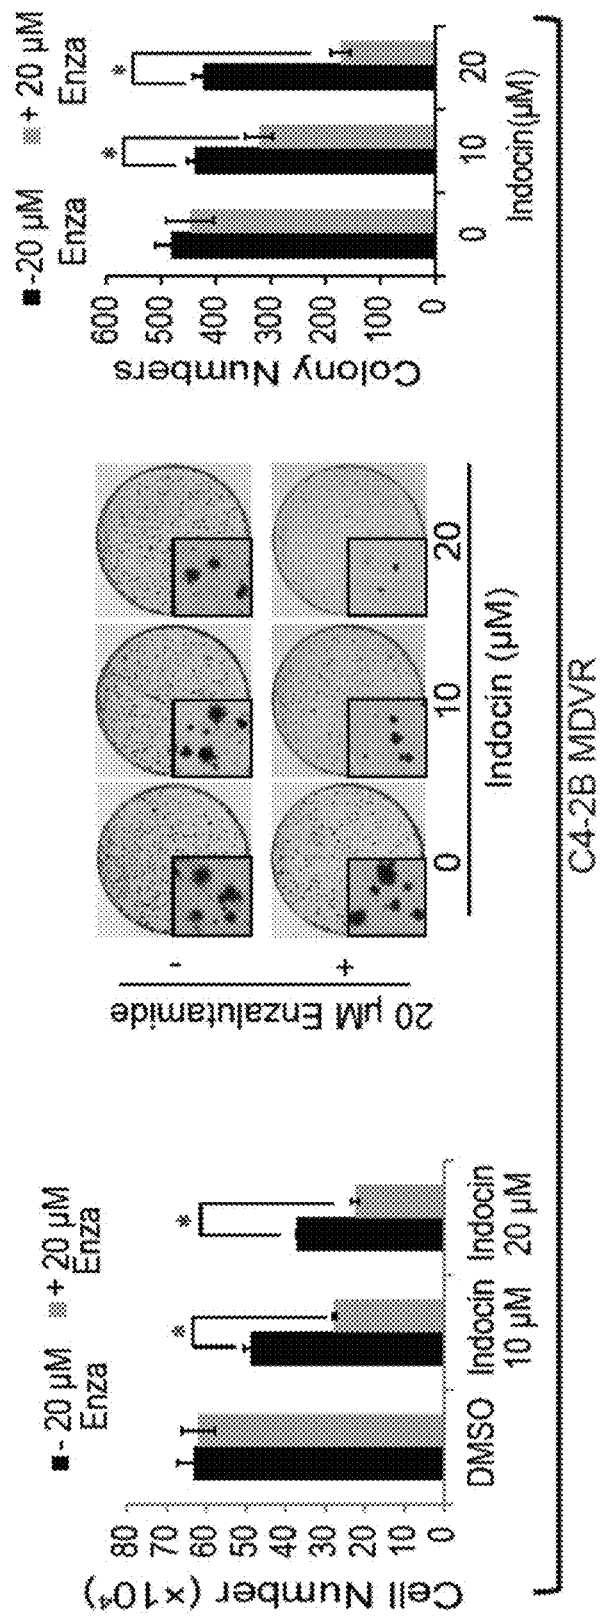 - 20 μM Enza
+ 20 μM Enza
Cell Number (×10⁴)
80
70
60
50
40
30
20
10
0
DMSO
Indocin 10 μM
Indocin 20 μM
*
*
20 μM Enzalutamide
-
+
0
10
20
Indocin (μM)
-20 μM Enza
+ 20 μM Enza
Colony Numbers
600
500
400
300
200
100
0
*
*
0
10
20
Indocin(μM)
C4-2B MDVR